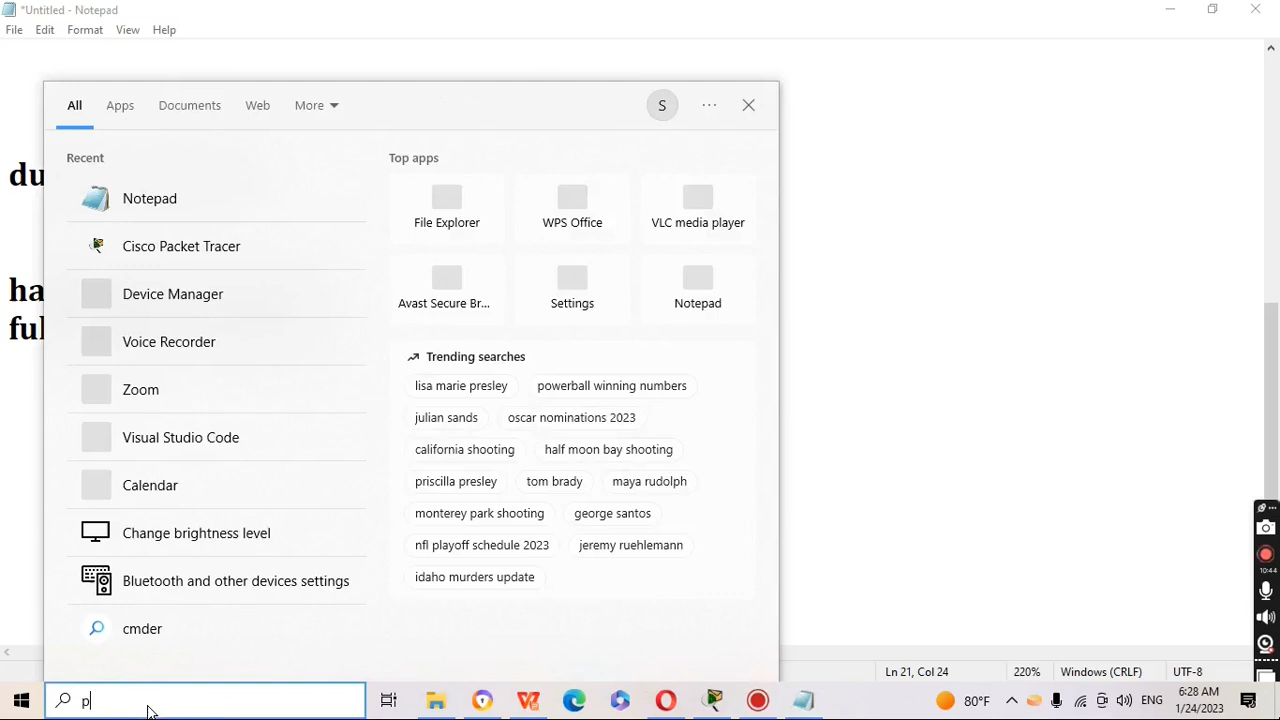 *Untitled - Notepad
File Edit Format View Help
All Apps Documents Web More S ...
Recent
Notepad
Cisco Packet Tracer
Device Manager
Voice Recorder
Zoom
Visual Studio Code
Calendar
Change brightness level
Bluetooth and other devices settings
cmder
Top apps
File Explorer WPS Office VLC media player
Avast Secure Br... Settings Notepad
Trending searches
lisa marie presley powerball winning numbers
julian sands oscar nominations 2023
california shooting half moon bay shooting
priscilla presley tom brady maya rudolph
monterey park shooting george santos
nfl playoff schedule 2023 jeremy ruehlemann
idaho murders update
du
ha
ful
10:44
Ln 21, Col 24 220% Windows (CRLF) UTF-8
p
80°F ENG 6:28 AM
1/24/2023